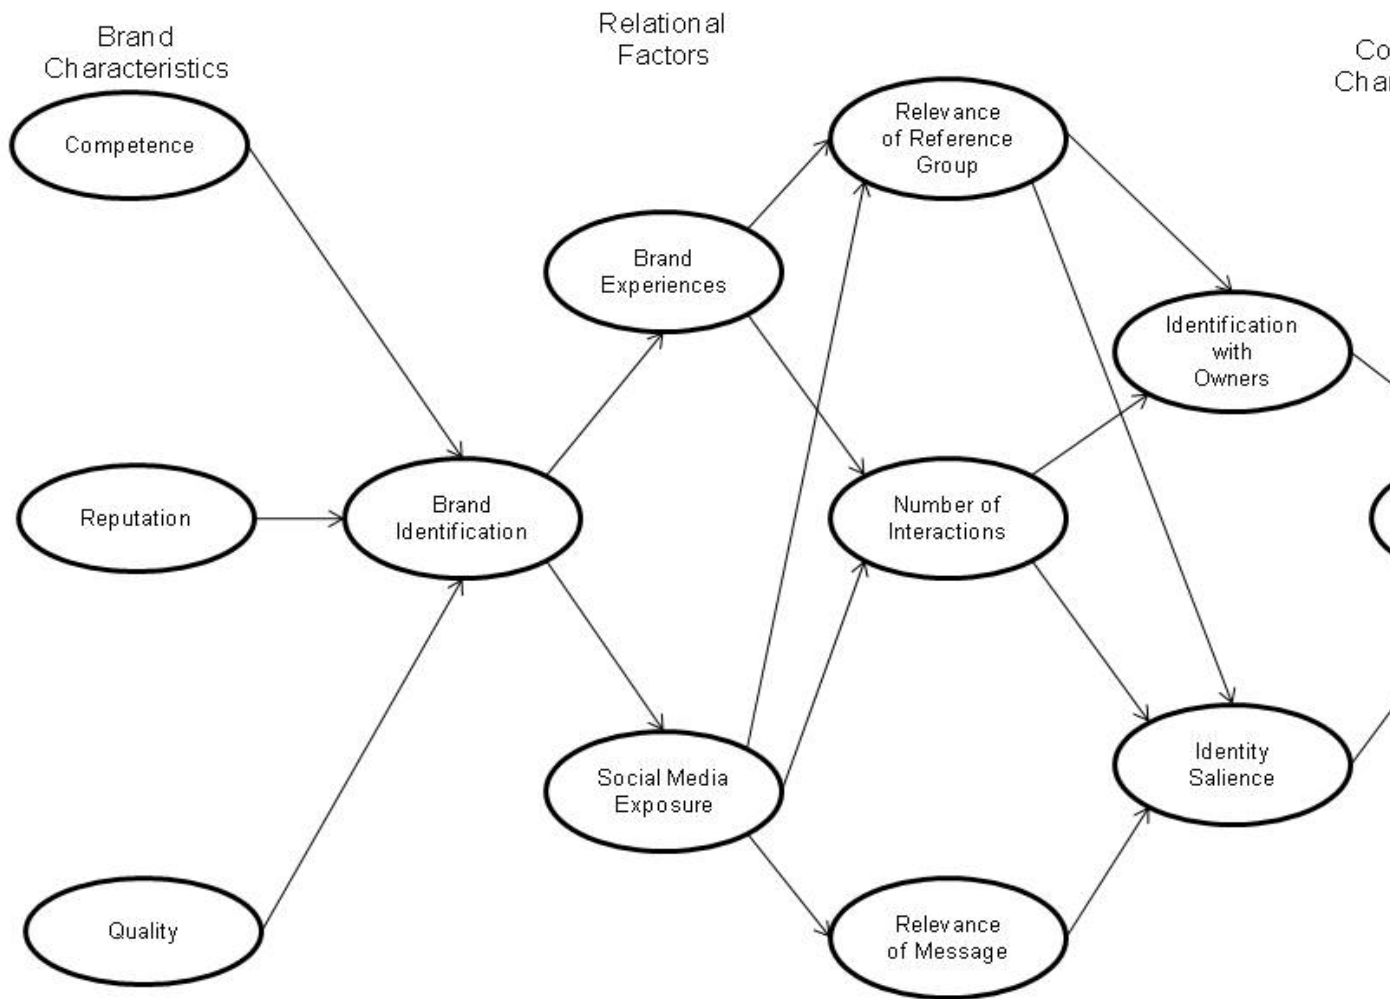 Brand
Characteristics
Relational
Factors
Competence
Relevance
of Reference
Group
Brand
Experiences
Identification
with
Owners
Reputation
Brand
Identification
Number of
Interactions
Social Media
Exposure
Identity
Salience
Quality
Relevance
of Message